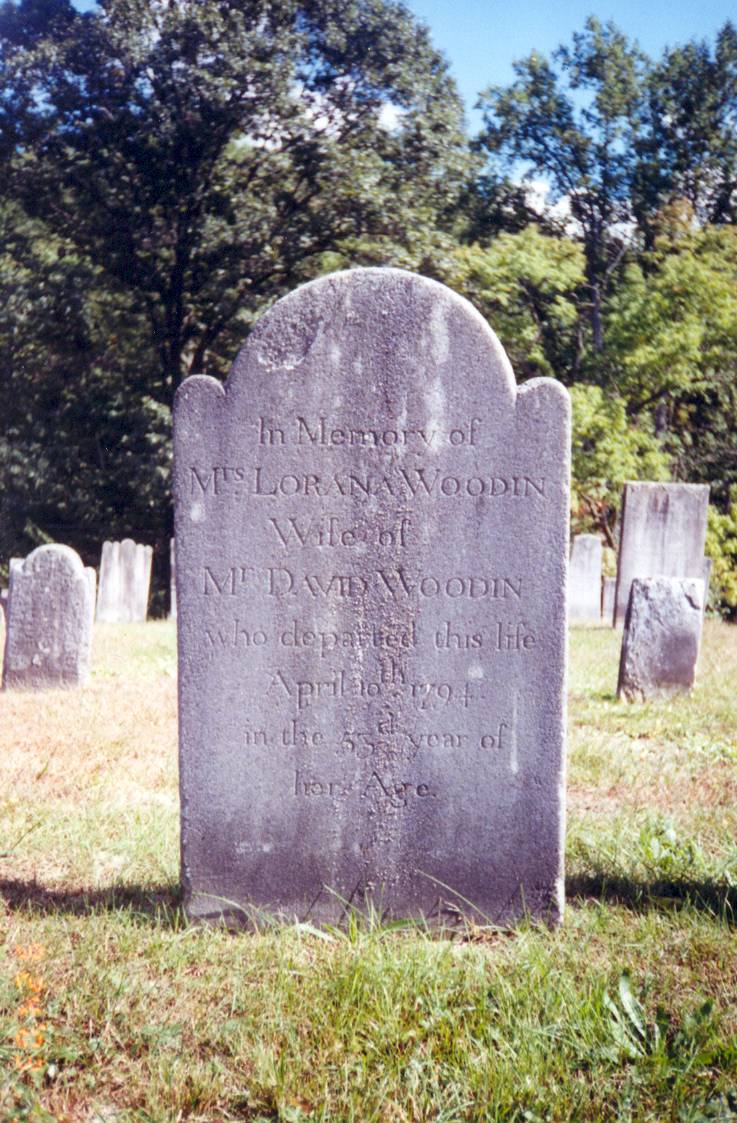 In Memory of
Mrs LORANA WOODIN
Wife of
Mr DAVID WOODIN
who departed this life
April 10th 1794
in the 53d year of
her Age.